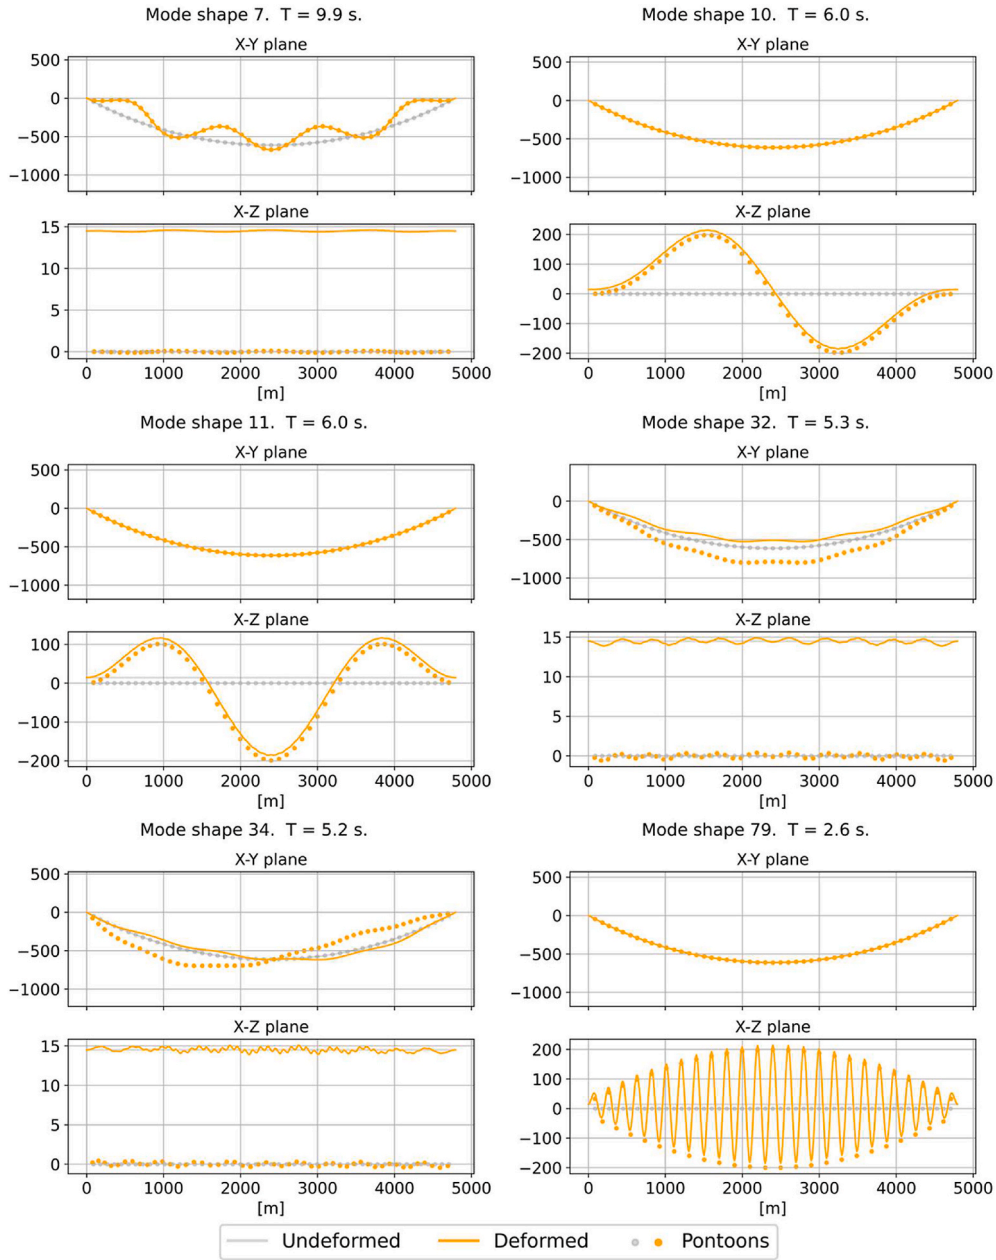 Mode shape 7.  T = 9.9 s.
X-Y plane
500
0
−500
−1000
X-Z plane
15
10
5
0
0 1000 2000 3000 4000 5000
[m]
Mode shape 10.  T = 6.0 s.
X-Y plane
500
0
−500
−1000
X-Z plane
200
100
0
−100
−200
0 1000 2000 3000 4000 5000
[m]
Mode shape 11.  T = 6.0 s.
X-Y plane
500
0
−500
−1000
X-Z plane
100
0
−100
−200
0 1000 2000 3000 4000 5000
[m]
Mode shape 32.  T = 5.3 s.
X-Y plane
0
−500
−1000
X-Z plane
15
10
5
0
0 1000 2000 3000 4000 5000
[m]
Mode shape 34.  T = 5.2 s.
X-Y plane
500
0
−500
−1000
X-Z plane
15
10
5
0
0 1000 2000 3000 4000 5000
[m]
Mode shape 79.  T = 2.6 s.
X-Y plane
500
0
−500
−1000
X-Z plane
200
100
0
−100
−200
0 1000 2000 3000 4000 5000
[m]
Undeformed Deformed Pontoons